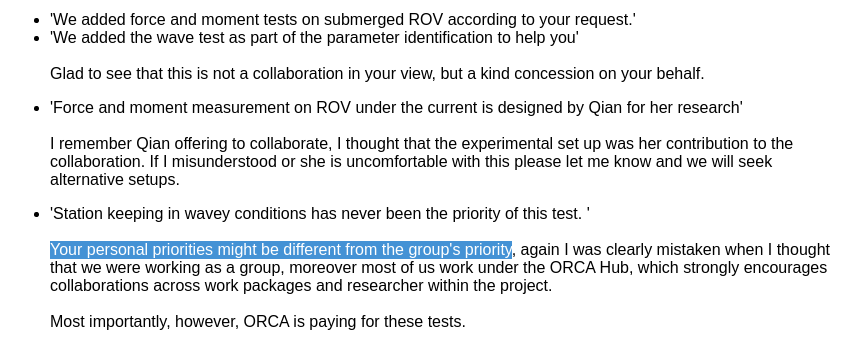 'We added force and moment tests on submerged ROV according to your request.'
'We added the wave test as part of the parameter identification to help you'
Glad to see that this is not a collaboration in your view, but a kind concession on your behalf.
'Force and moment measurement on ROV under the current is designed by Qian for her research'
I remember Qian offering to collaborate, I thought that the experimental set up was her contribution to the
collaboration. If I misunderstood or she is uncomfortable with this please let me know and we will seek
alternative setups.
'Station keeping in wavey conditions has never been the priority of this test. '
Your personal priorities might be different from the group's priority, again I was clearly mistaken when I thought
that we were working as a group, moreover most of us work under the ORCA Hub, which strongly encourages
collaborations across work packages and researcher within the project.
Most importantly, however, ORCA is paying for these tests.